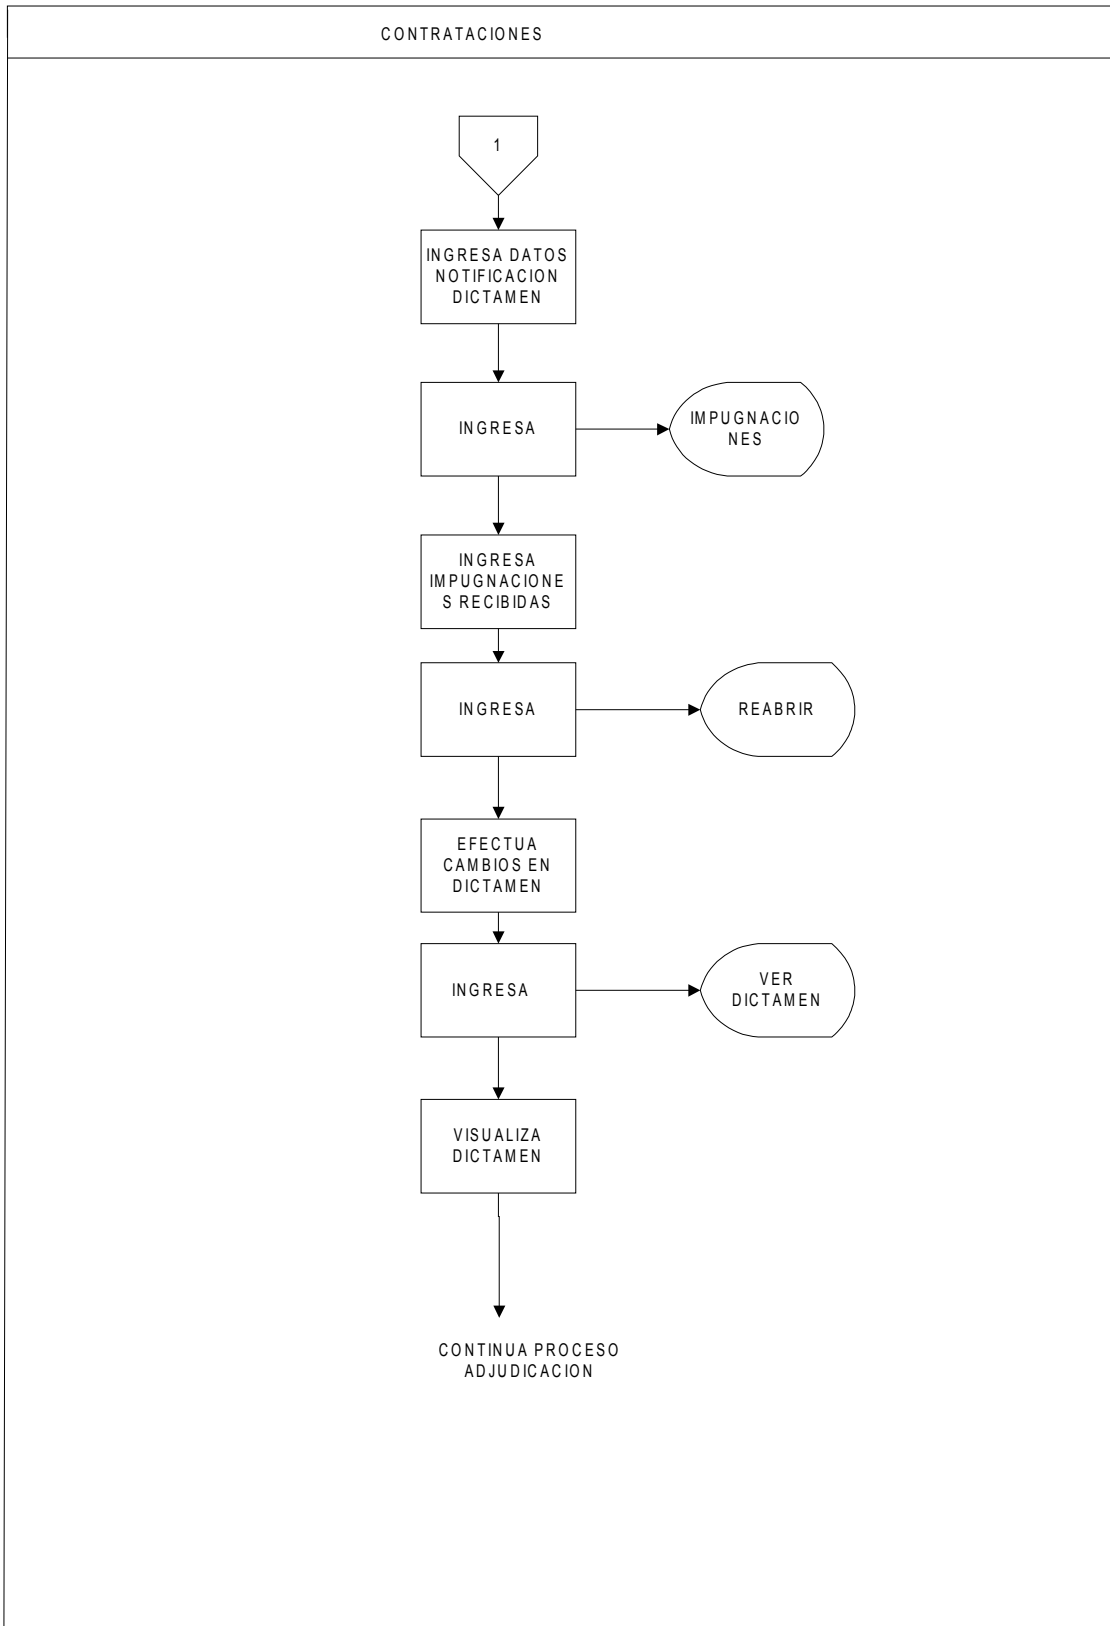 CONTRATACIONES
1
INGRESA DATOS
NOTIFICACION
DICTAMEN
INGRESA
IMPUGNACIO
NES
INGRESA
IMPUGNACIONE
S RECIBIDAS
INGRESA
REABRIR
EFECTUA
CAMBIOS EN
DICTAMEN
INGRESA
VER
DICTAMEN
VISUALIZA
DICTAMEN
CONTINUA PROCESO
ADJUDICACION